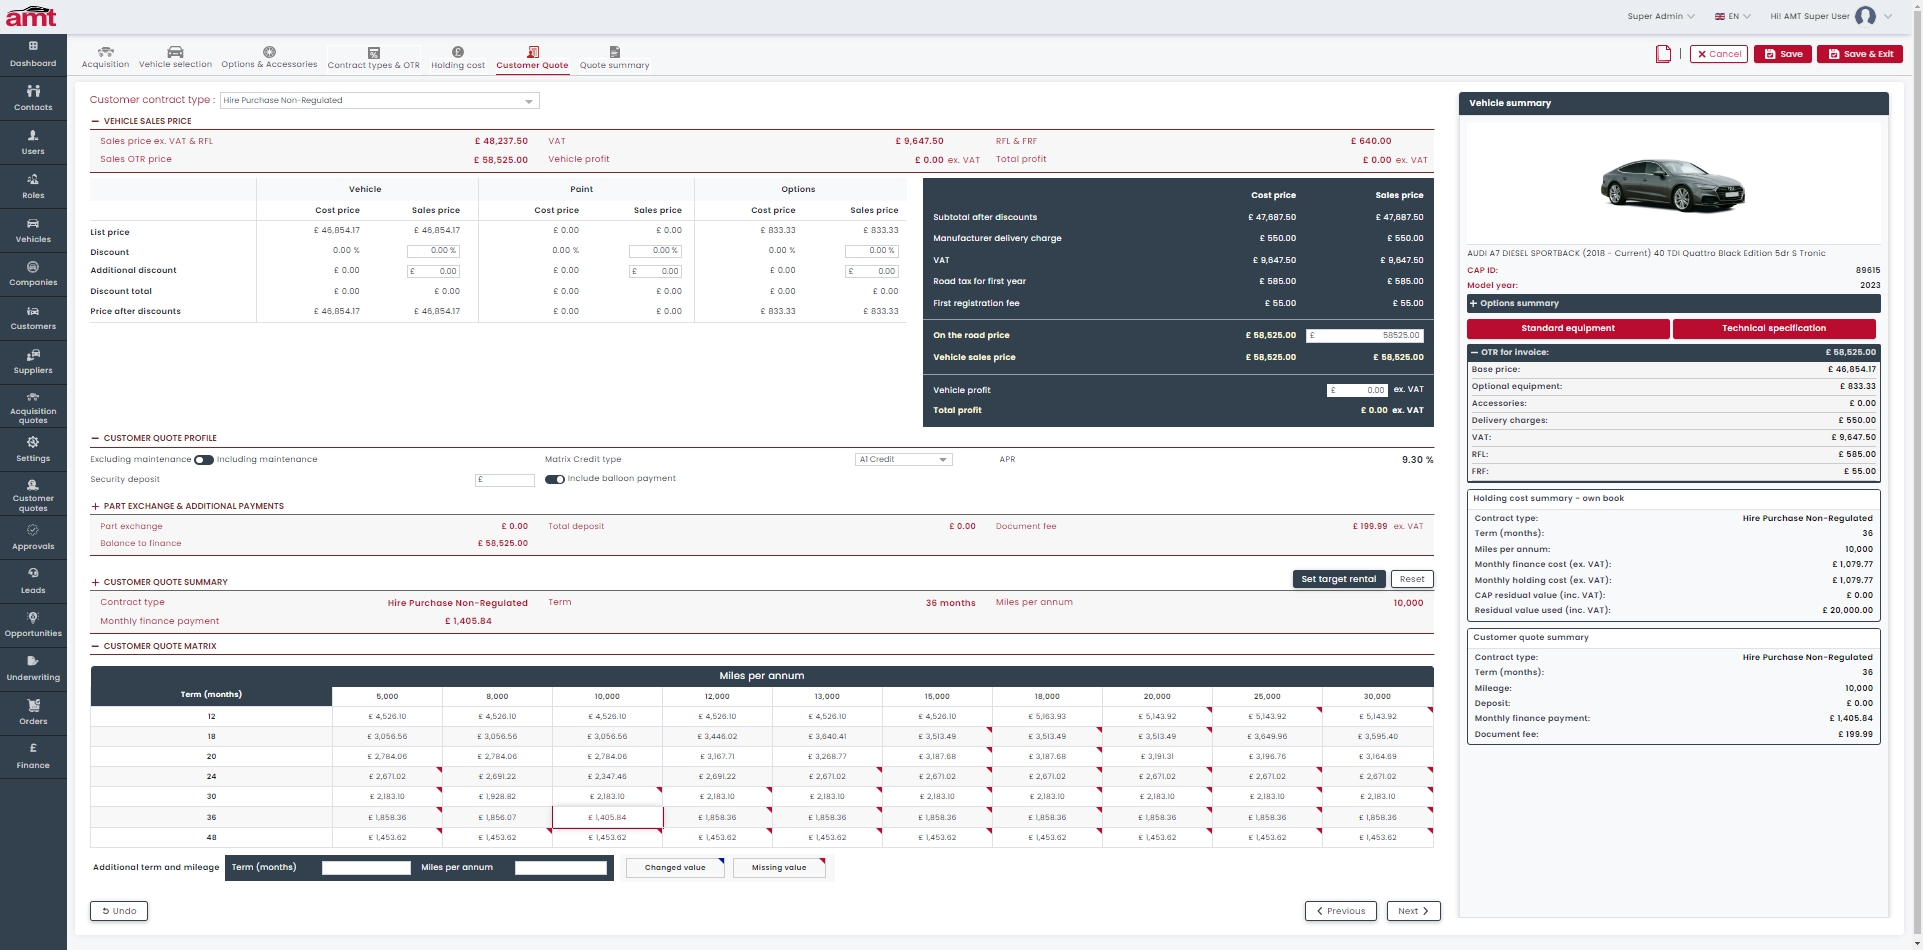 amt
Super Admin
EN
Hi! AMT Super User
Dashboard
Contacts
Users
Roles
Vehicles
Companies
Customers
Suppliers
Acquisition quotes
Settings
Customer quotes
Approvals
Leads
Opportunities
Underwriting
Orders
£
Finance
Acquisition
Vehicle selection
Options & Accessories
Contract types & OTR
Holding cost
Customer Quote
Quote summary
Cancel
Save
Save & Exit
Customer contract type : Hire Purchase Non-Regulated
VEHICLE SALES PRICE
Sales price ex. VAT & RFL £ 48,237.50 VAT £ 9,647.50 RFL & FRF £ 640.00
Sales OTR price £ 58,525.00 Vehicle profit £ 0.00 ex. VAT Total profit £ 0.00 ex. VAT
Vehicle Paint Options
Cost price Sales price Cost price Sales price Cost price Sales price
List price £ 46,854.17 £ 46,854.17 £ 0.00 £ 0.00 £ 833.33 £ 833.33
Discount 0.00 % 0.00 % 0.00 % 0.00 % 0.00 % 0.00 %
Additional discount £ 0.00 £ 0.00 £ 0.00 £ 0.00 £ 0.00 £ 0.00
Discount total £ 0.00 £ 0.00 £ 0.00 £ 0.00 £ 0.00 £ 0.00
Price after discounts £ 46,854.17 £ 46,854.17 £ 0.00 £ 0.00 £ 833.33 £ 833.33
Cost price Sales price
Subtotal after discounts £ 47,687.50 £ 47,687.50
Manufacturer delivery charge £ 550.00 £ 550.00
VAT £ 9,647.50 £ 9,647.50
Road tax for first year £ 585.00 £ 585.00
First registration fee £ 55.00 £ 55.00
On the road price £ 58,525.00 £ 58525.00
Vehicle sales price £ 58,525.00 £ 58,525.00
Vehicle profit £ 0.00 ex. VAT
Total profit £ 0.00 ex. VAT
CUSTOMER QUOTE PROFILE
Excluding maintenance Including maintenance Matrix Credit type A1 Credit APR 9.30 %
Security deposit £ Include balloon payment
PART EXCHANGE & ADDITIONAL PAYMENTS
Part exchange £ 0.00 Total deposit £ 0.00 Document fee £ 199.99 ex. VAT
Balance to finance £ 58,525.00
CUSTOMER QUOTE SUMMARY Set target rental Reset
Contract type Hire Purchase Non-Regulated Term 36 months Miles per annum 10,000
Monthly finance payment £ 1,405.84
CUSTOMER QUOTE MATRIX
Miles per annum
Term (months) 5,000 8,000 10,000 12,000 13,000 15,000 18,000 20,000 25,000 30,000
12 £ 4,526.10 £ 4,526.10 £ 4,526.10 £ 4,526.10 £ 4,526.10 £ 4,526.10 £ 5,163.93 £ 5,143.92 £ 5,143.92 £ 5,143.92
18 £ 3,056.56 £ 3,056.56 £ 3,056.56 £ 3,446.02 £ 3,640.41 £ 3,513.49 £ 3,513.49 £ 3,513.49 £ 3,649.96 £ 3,595.40
20 £ 2,784.06 £ 2,784.06 £ 2,784.06 £ 3,167.71 £ 3,268.77 £ 3,187.68 £ 3,187.68 £ 3,191.31 £ 3,196.76 £ 3,164.69
24 £ 2,671.02 £ 2,691.22 £ 2,347.46 £ 2,691.22 £ 2,671.02 £ 2,671.02 £ 2,671.02 £ 2,671.02 £ 2,671.02 £ 2,671.02
30 £ 2,183.10 £ 1,928.82 £ 2,183.10 £ 2,183.10 £ 2,183.10 £ 2,183.10 £ 2,183.10 £ 2,183.10 £ 2,183.10 £ 2,183.10
36 £ 1,858.36 £ 1,856.07 £ 1,405.84 £ 1,858.36 £ 1,858.36 £ 1,858.36 £ 1,858.36 £ 1,858.36 £ 1,858.36 £ 1,858.36
48 £ 1,453.62 £ 1,453.62 £ 1,453.62 £ 1,453.62 £ 1,453.62 £ 1,453.62 £ 1,453.62 £ 1,453.62 £ 1,453.62 £ 1,453.62
Additional term and mileage Term (months) Miles per annum Changed value Missing value
Undo
Previous
Next
Vehicle summary
AUDI A7 DIESEL SPORTBACK (2018 - Current) 40 TDI Quattro Black Edition 5dr S Tronic
CAP ID: 89615
Model year: 2023
Options summary
Standard equipment Technical specification
OTR for invoice: £ 58,525.00
Base price: £ 46,854.17
Optional equipment: £ 833.33
Accessories: £ 0.00
Delivery charges: £ 550.00
VAT: £ 9,647.50
RFL: £ 585.00
FRF: £ 55.00
Holding cost summary - own book
Contract type: Hire Purchase Non-Regulated
Term (months): 36
Miles per annum: 10,000
Monthly finance cost (ex. VAT): £ 1,079.77
Monthly holding cost (ex. VAT): £ 1,079.77
CAP residual value (inc. VAT): £ 0.00
Residual value used (inc. VAT): £ 20,000.00
Customer quote summary
Contract type: Hire Purchase Non-Regulated
Term (months): 36
Mileage: 10,000
Deposit: £ 0.00
Monthly finance payment: £ 1,405.84
Document fee: £ 199.99